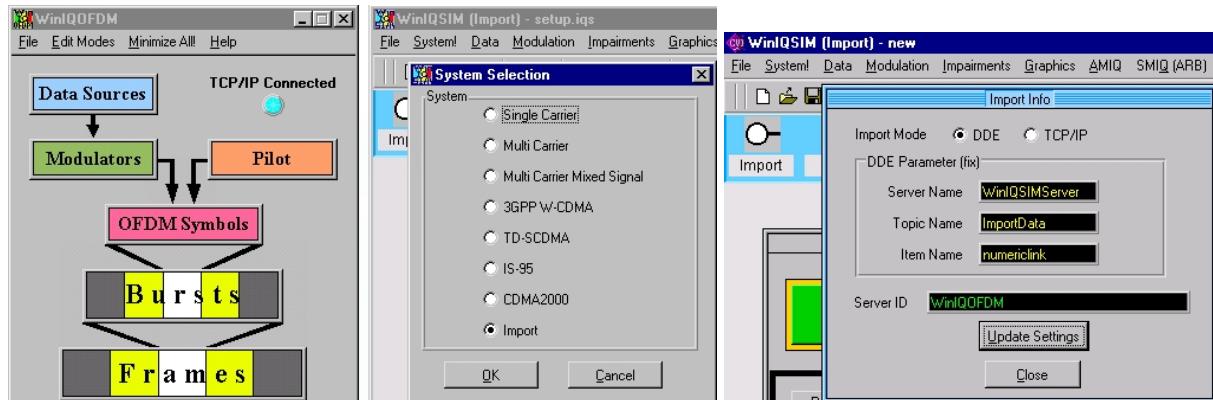 WinIQOFDM
File Edit Modes Minimize All! Help
TCP/IP Connected
Data Sources
Modulators
Pilot
OFDM Symbols
Bursts
Frames
WinIQSIM (Import) - setup.iqs
File System! Data Modulation Impairments Graphics
System Selection
System
Single Carrier
Multi Carrier
Multi Carrier Mixed Signal
3GPP W-CDMA
TD-SCDMA
IS-95
CDMA2000
Import
OK Cancel
WinIQSIM (Import) - new
File System! Data Modulation Impairments Graphics AMIQ SMIQ (ARB)
Import Info
Import
Import Mode DDE TCP/IP
DDE Parameter (fix)
Server Name WinIQSIMServer
Topic Name ImportData
Item Name numericlink
Server ID WinIQOFDM
Update Settings
Close